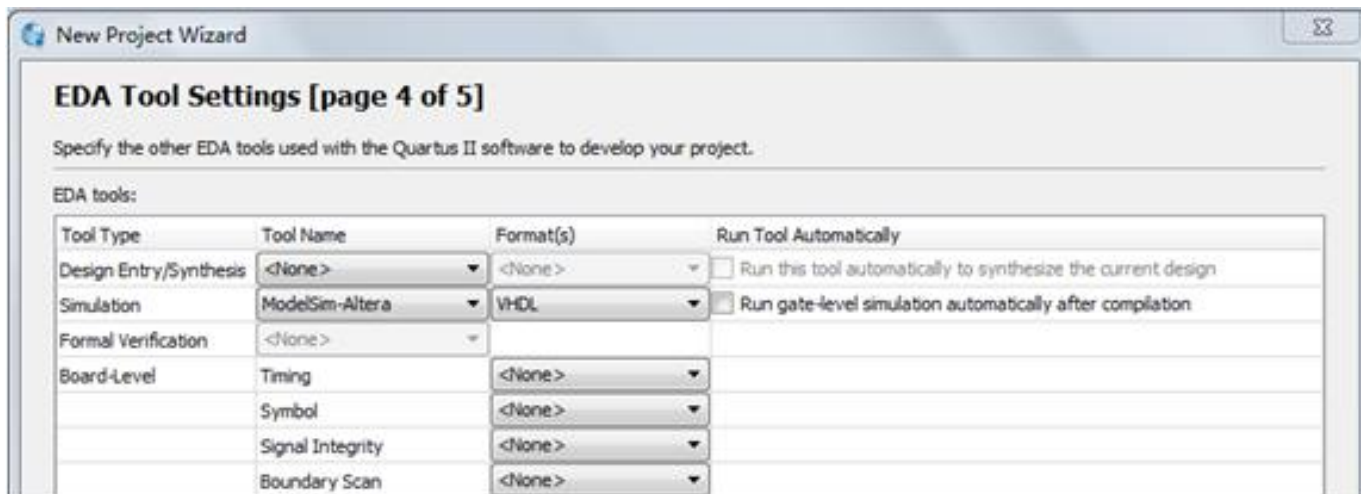 New Project Wizard
EDA Tool Settings [page 4 of 5]
Specify the other EDA tools used with the Quartus II software to develop your project.
EDA tools:
Tool Type Tool Name Format(s) Run Tool Automatically
Design Entry/Synthesis <None> <None> Run this tool automatically to synthesize the current design
Simulation ModelSim-Altera VHDL Run gate-level simulation automatically after compilation
Formal Verification <None>
Board-Level Timing <None>
Symbol <None>
Signal Integrity <None>
Boundary Scan <None>